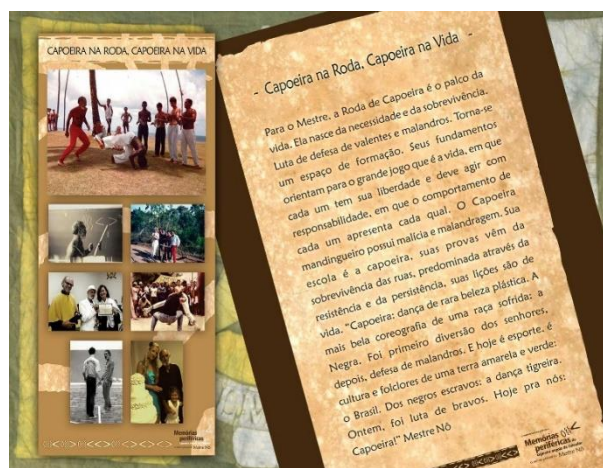 CAPOEIRA NA RODA, CAPOEIRA NA VIDA
- Capoeira na Roda, Capoeira na Vida -
Para o Mestre, a Roda de Capoeira é o palco da
vida. Ela nasce da necessidade e da sobrevivência.
Luta de defesa de valentes e malandros. Torna-se
um espaço de formação. Seus fundamentos
orientam para o grande jogo que é a vida, em que
cada um tem sua liberdade e deve agir com
responsabilidade, em que o comportamento de
cada um apresenta cada qual. O Capoeira
mandingueiro possui malícia e malandragem. Sua
escola é a capoeira, suas provas vêm da
sobrevivência das ruas, predominada através da
resistência e da persistência, suas lições são de
vida. “Capoeira: dança de rara beleza plástica. A
mais bela coreografia de uma raça sofrida: a
Negra. Foi primeiro diversão dos senhores,
depois, defesa de malandros. E hoje é esporte, é
cultura e folclores de uma terra amarela e verde:
o Brasil. Dos negros escravos: a dança tigreira.
Ontem, foi luta de bravos. Hoje pra nós:
Capoeira!” Mestre Nô
Memórias
periféricas
Mestre Nô
Memórias
periféricas
Mestre Nô